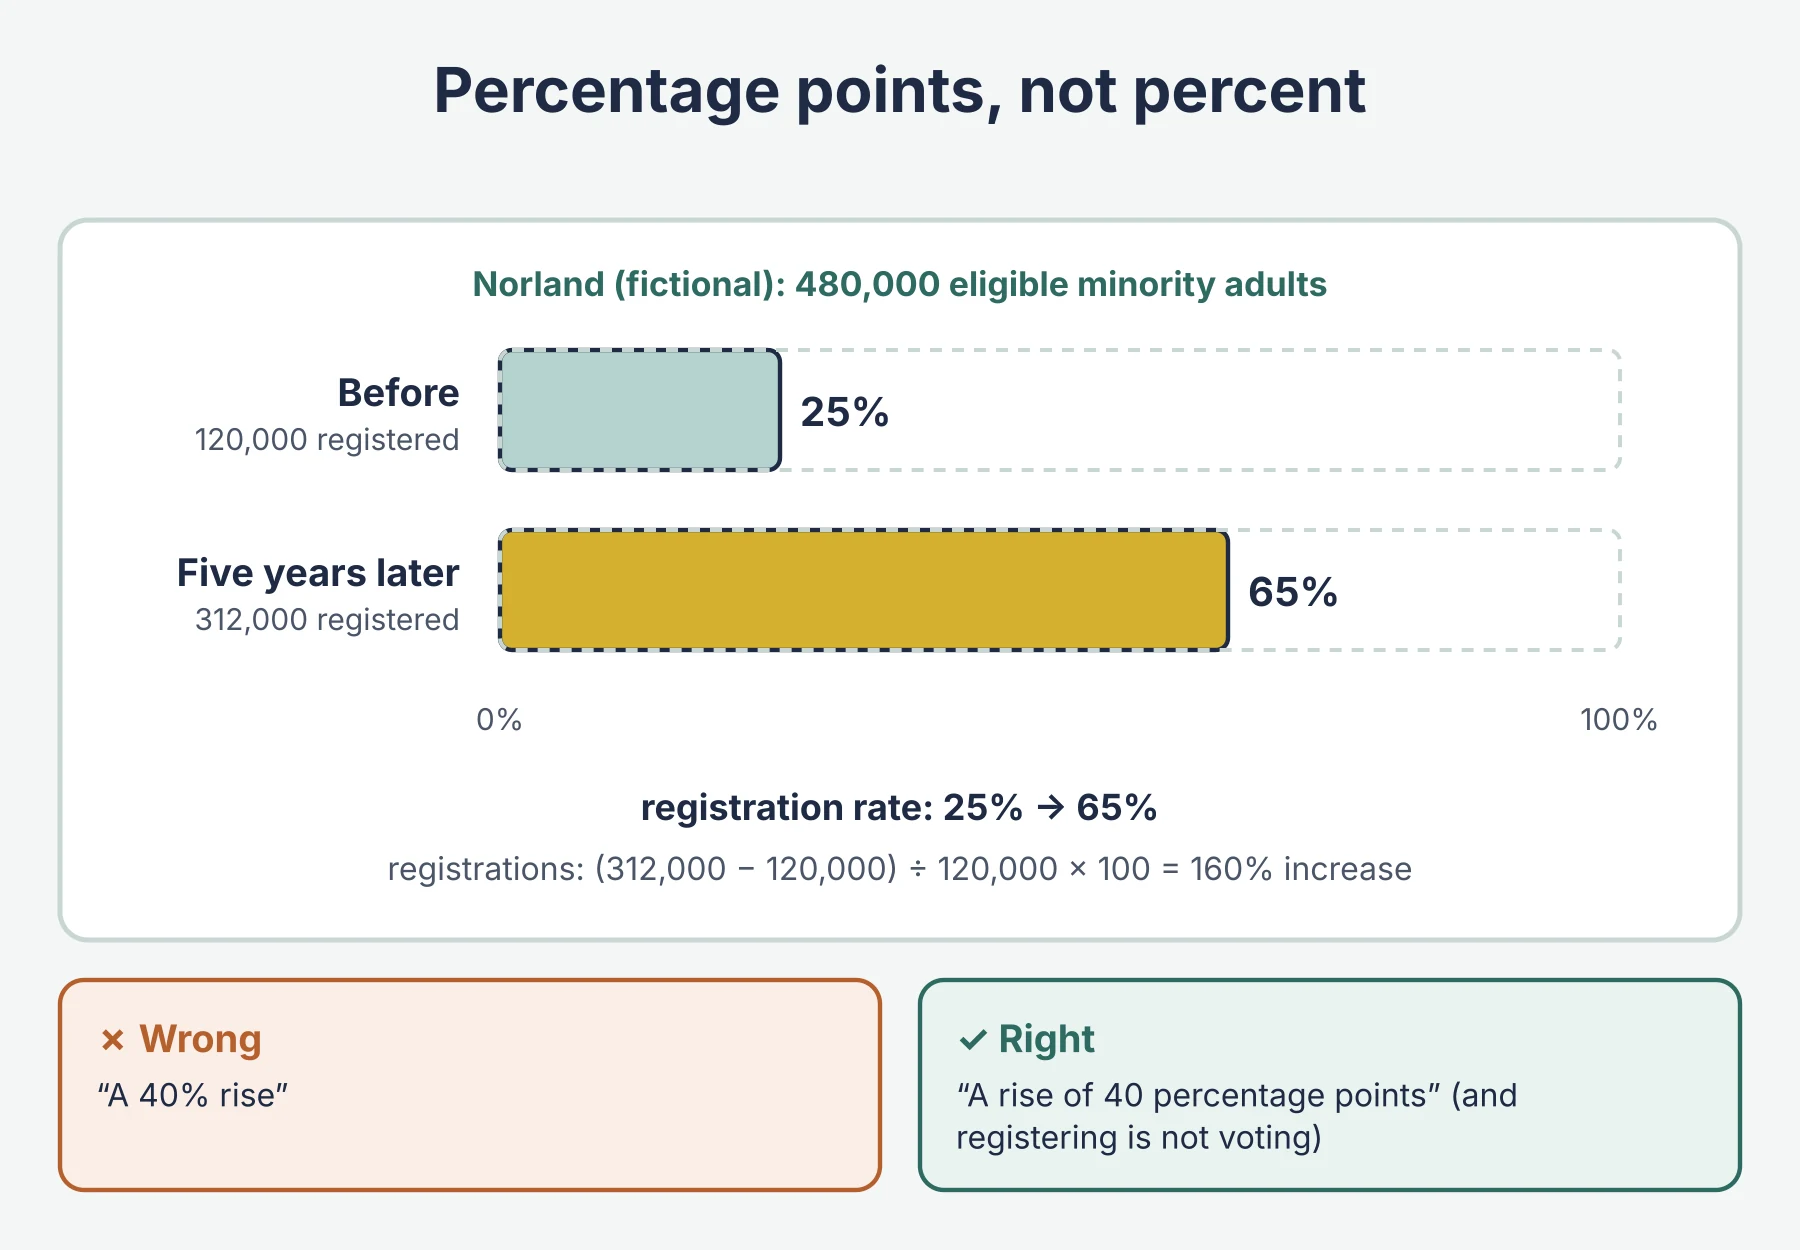 Percentage points, not percent
Norland (fictional): 480,000 eligible minority adults
Before
120,000 registered
25%
Five years later
312,000 registered
65%
0%
100%
registration rate: 25% → 65%
registrations: (312,000 − 120,000) ÷ 120,000 × 100 = 160% increase
× Wrong
“A 40% rise”
✓ Right
“A rise of 40 percentage points” (and
registering is not voting)